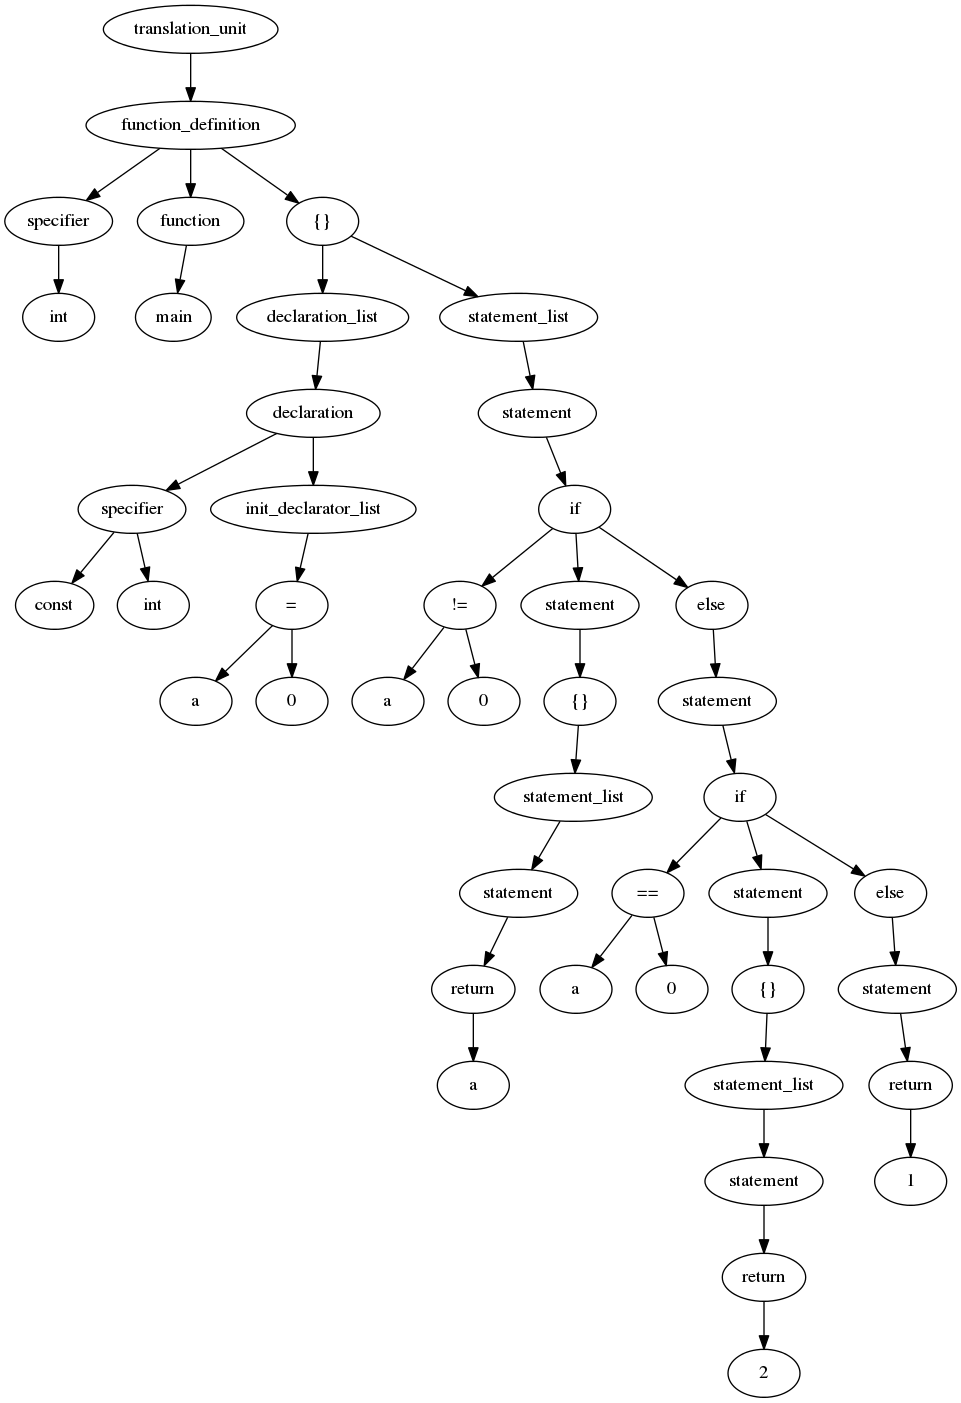 translation_unit
function_definition
specifier function {}
int main declaration_list statement_list
declaration statement
specifier init_declarator_list if
const int = != statement else
a 0 a 0 {} statement
statement_list if
statement == statement else
return a 0 {} statement
a statement_list return
statement 1
return
2